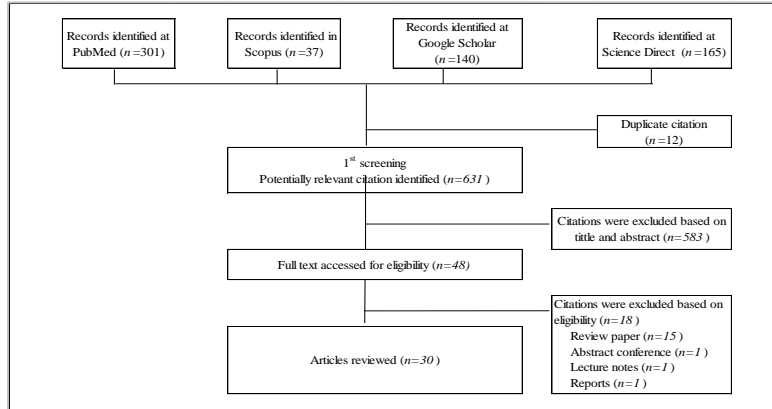 Records identified at
PubMed (n =301)
Records identified in
Scopus (n =37)
Records identified at
Google Scholar
(n =140)
Records identified at
Science Direct (n =165)
Duplicate citation
(n =12)
1st screening
Potentially relevant citation identified (n=631 )
Citations were excluded based on
tittle and abstract (n=583 )
Full text accessed for eligibility (n=48)
Citations were excluded based on
eligibility (n=18 )
Review paper (n=15 )
Abstract conference (n=1 )
Lecture notes (n=1 )
Reports (n=1 )
Articles reviewed (n=30 )